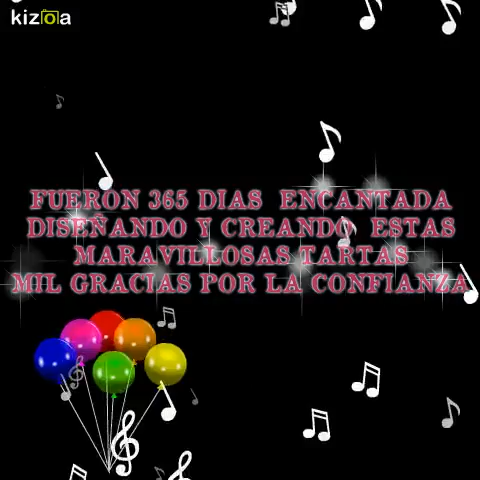 kizoa
FUERON 365 DIAS ENCANTADA
DISEÑANDO Y CREANDO ESTAS
MARAVILLOSAS TARTAS
MIL GRACIAS POR LA CONFIANZA